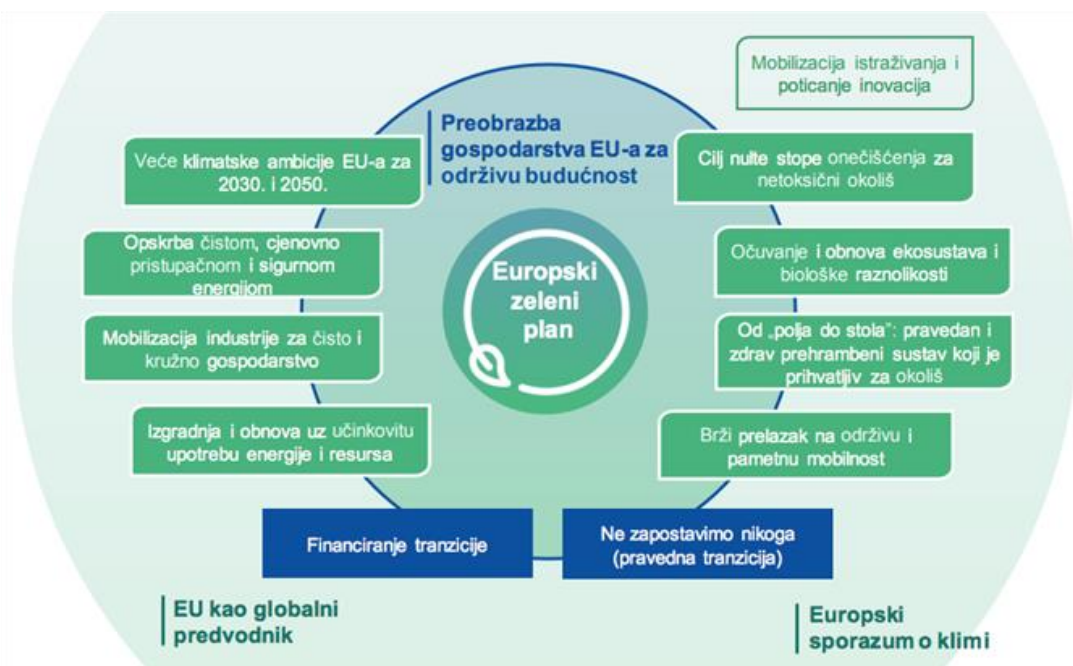 Mobilizacija istraživanja i
poticanje inovacija
Preobrazba
gospodarstva EU-a za
održivu budućnost
Veće klimatske ambicije EU-a za
2030. i 2050.
Cilj nulte stope onečišćenja za
netoksični okoliš
Opskrba čistom, cjenovno
pristupačnom i sigurnom
energijom
Europski
zeleni
plan
Očuvanje i obnova ekosustava i
biološke raznolikosti
Mobilizacija industrije za čisto i
kružno gospodarstvo
Od „polja do stola”: pravedan i
zdrav prehrambeni sustav koji je
prihvatljiv za okoliš
Izgradnja i obnova uz učinkovitu
upotrebu energije i resursa
Brži prelazak na održivu i
pametnu mobilnost
Financiranje tranzicije
Ne zapostavimo nikoga
(pravedna tranzicija)
EU kao globalni
predvodnik
Europski
sporazum o klimi